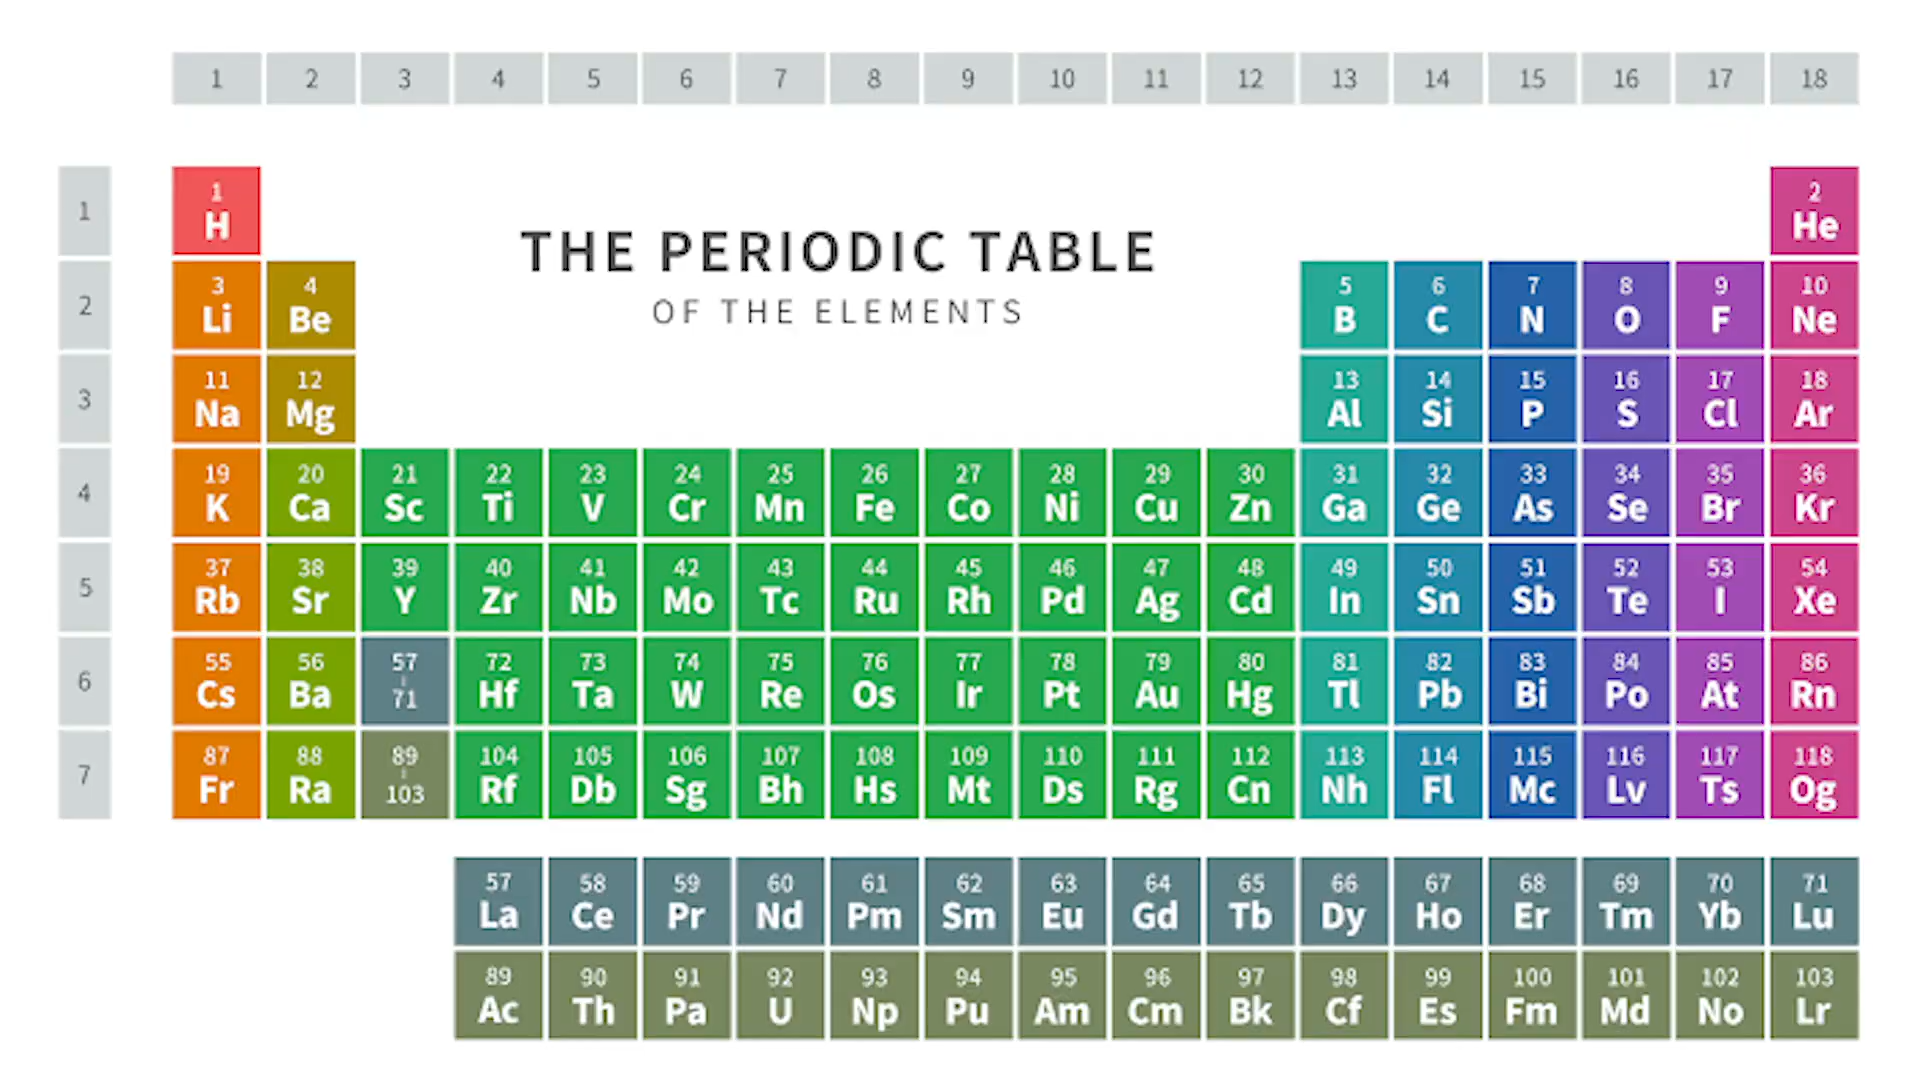 1 2 3 4 5 6 7 8 9 10 11 12 13 14 15 16 17 18
1 1 2
H He
THE PERIODIC TABLE
OF THE ELEMENTS
2 3 4 5 6 7 8 9 10
Li Be B C N O F Ne
3 11 12 13 14 15 16 17 18
Na Mg Al Si P S Cl Ar
4 19 20 21 22 23 24 25 26 27 28 29 30 31 32 33 34 35 36
K Ca Sc Ti V Cr Mn Fe Co Ni Cu Zn Ga Ge As Se Br Kr
5 37 38 39 40 41 42 43 44 45 46 47 48 49 50 51 52 53 54
Rb Sr Y Zr Nb Mo Tc Ru Rh Pd Ag Cd In Sn Sb Te I Xe
6 55 56 57 - 71 72 73 74 75 76 77 78 79 80 81 82 83 84 85 86
Cs Ba Hf Ta W Re Os Ir Pt Au Hg Tl Pb Bi Po At Rn
7 87 88 89 - 103 104 105 106 107 108 109 110 111 112 113 114 115 116 117 118
Fr Ra Rf Db Sg Bh Hs Mt Ds Rg Cn Nh Fl Mc Lv Ts Og
57 58 59 60 61 62 63 64 65 66 67 68 69 70 71
La Ce Pr Nd Pm Sm Eu Gd Tb Dy Ho Er Tm Yb Lu
89 90 91 92 93 94 95 96 97 98 99 100 101 102 103
Ac Th Pa U Np Pu Am Cm Bk Cf Es Fm Md No Lr